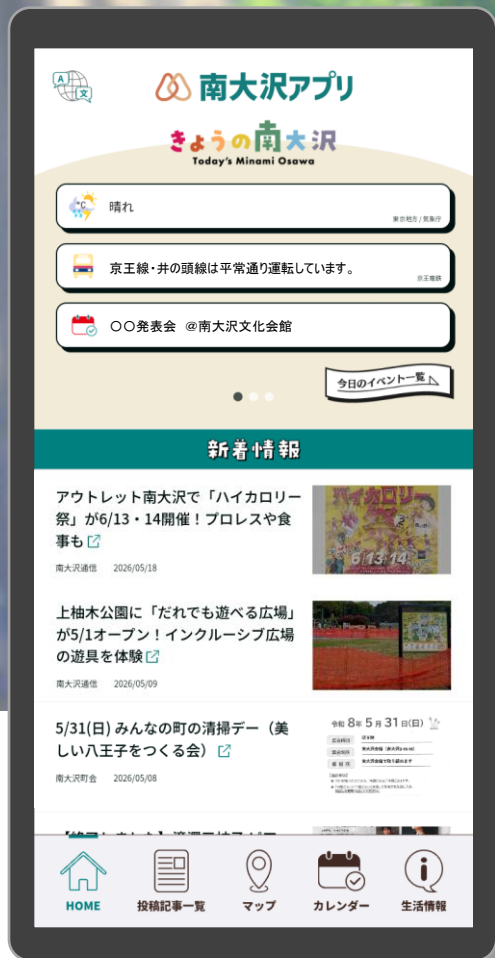 A
文
南大沢アプリ
きょうの南大沢
Today's Minami Osawa
°C
晴れ
東京地方/気象庁
京王線・井の頭線は平常通り運転しています。
京王電鉄
〇〇発表会 @南大沢文化会館
今日のイベント一覧
新着情報
アウトレット南大沢で「ハイカロリー
祭」が6/13・14開催！プロレスや食
事も
南大沢通信 2026/05/18
ハイカロリー
6.13-14
上柚木公園に「だれでも遊べる広場」
が5/1オープン！インクルーシブ広場
の遊具を体験
南大沢通信 2026/05/09
5/31(日) みんなの町の清掃デー（美
しい八王子をつくる会）
南大沢町会 2026/05/08
令和 8年 5月 31日(日)
HOME
投稿記事一覧
マップ
カレンダー
生活情報